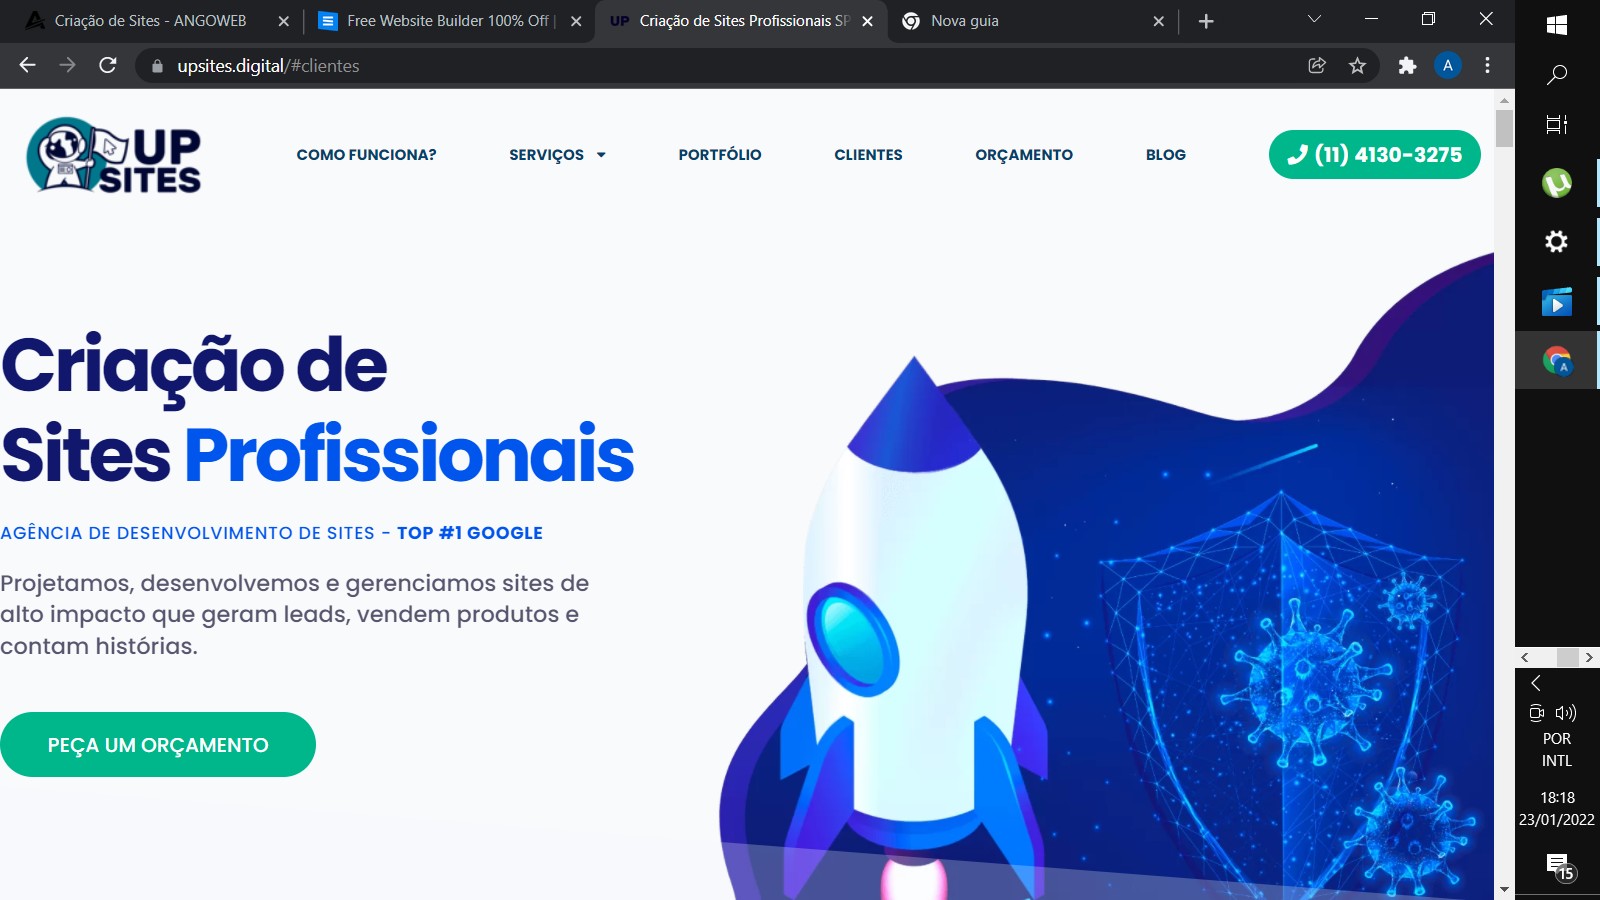 Criação de Sites - ANGOWEB
Free Website Builder 100% Off |
UP Criação de Sites Profissionais SP
Nova guia
upsites.digital/#clientes
A
UP
SITES
COMO FUNCIONA?
SERVIÇOS
PORTFÓLIO
CLIENTES
ORÇAMENTO
BLOG
(11) 4130-3275
Criação de
Sites Profissionais
AGÊNCIA DE DESENVOLVIMENTO DE SITES - TOP #1 GOOGLE
Projetamos, desenvolvemos e gerenciamos sites de
alto impacto que geram leads, vendem produtos e
contam histórias.
PEÇA UM ORÇAMENTO
A
POR
INTL
18:18
23/01/2022
15